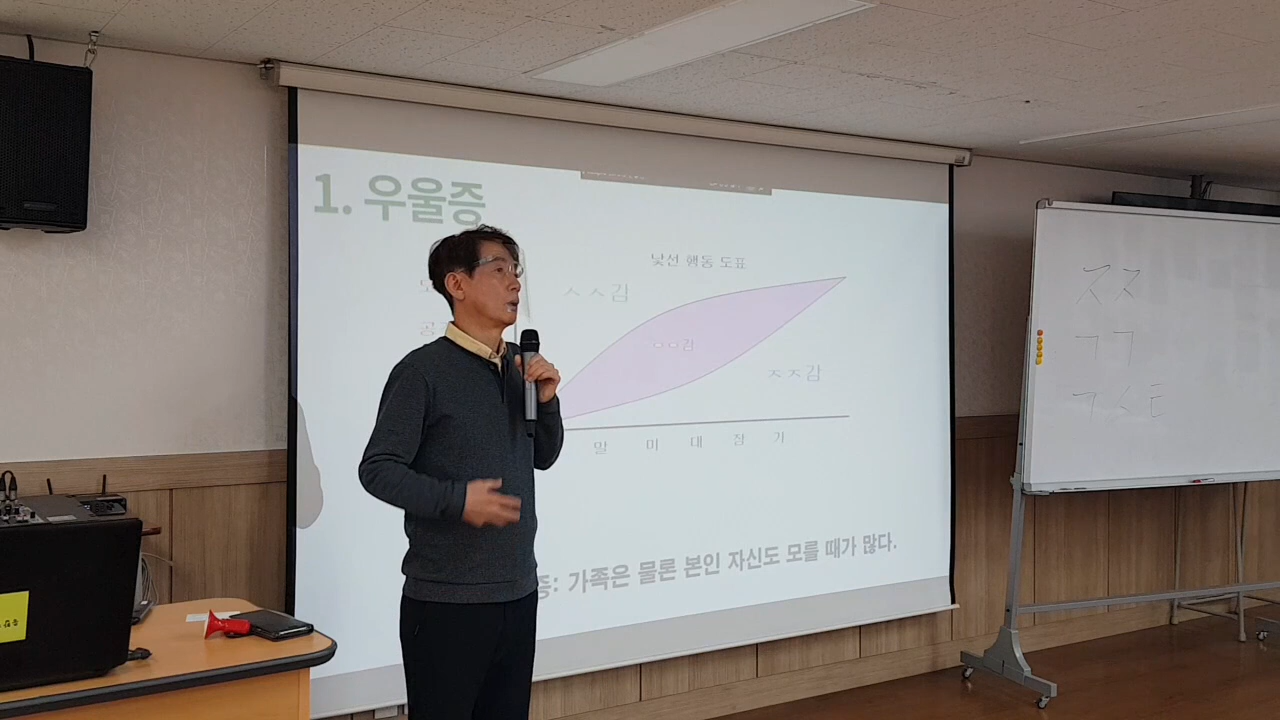 1. 우울증
낯선 행동 도표
ㅅㅅ감
ㅇㅇ감
ㅈㅈ감
말 미 대 잠 기
증: 가족은 물론 본인 자신도 모를 때가 많다.
ㅈㅈ
ㄱㄱ
ㄱㅅㅌ